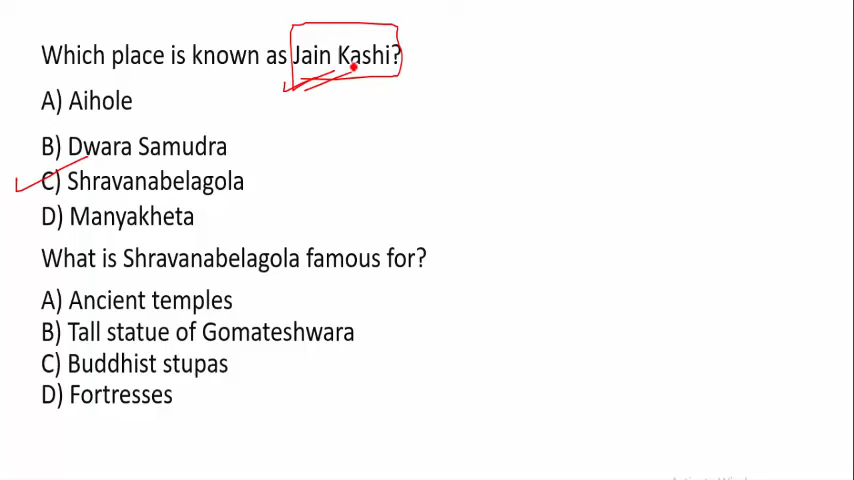 Which place is known as Jain Kashi?
A) Aihole
B) Dwara Samudra
C) Shravanabelagola
D) Manyakheta
What is Shravanabelagola famous for?
A) Ancient temples
B) Tall statue of Gomateshwara
C) Buddhist stupas
D) Fortresses